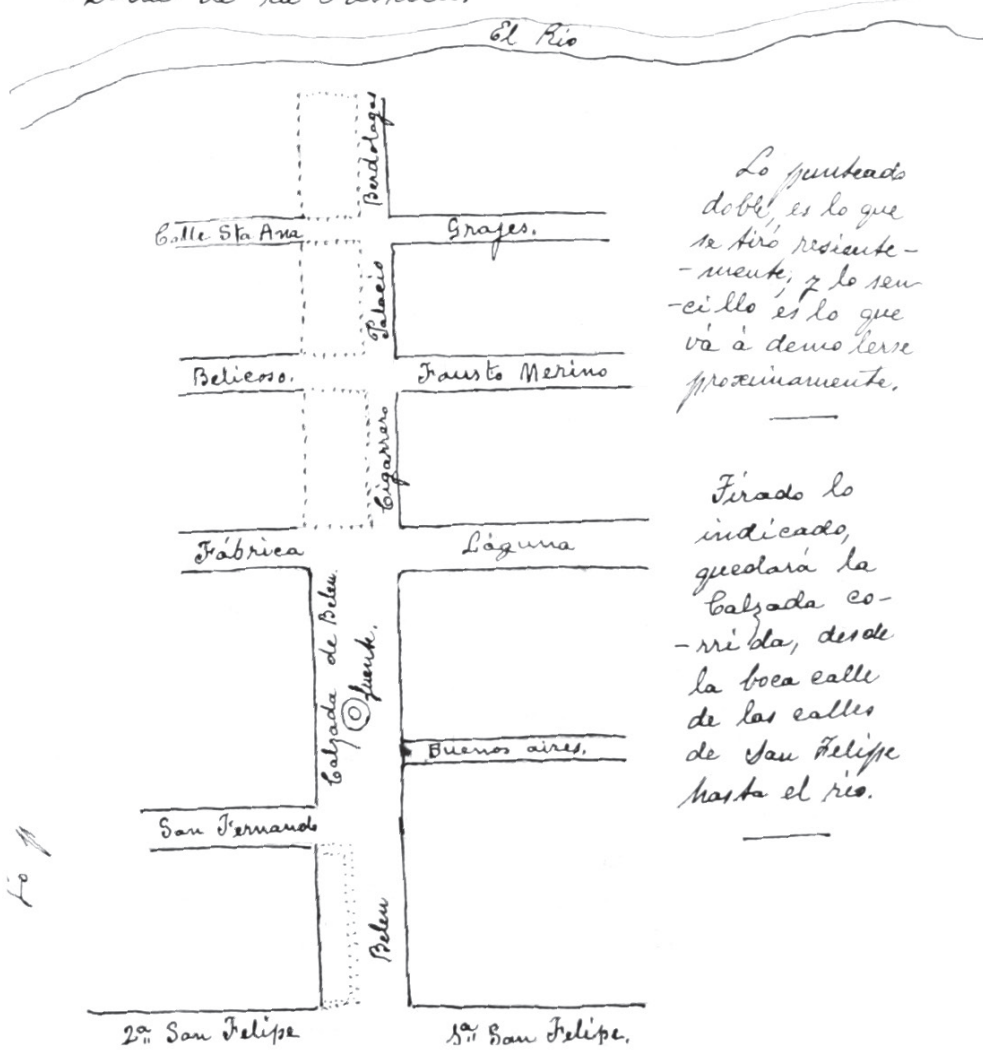 El Río
Berdolagas
Calle Sta Ana
Grajes.
Palacio
Belicoso.
Fausto Merino
Cigarrero
Fábrica
Láguna
Calzada de Belen.
fuente.
Buenos aires.
San Fernando
Belen
2ª San Felipe
1ª San Felipe.
Lo punteado
doble, es lo que
se tiró resiente-
-mente, y lo sen
-cillo es lo que
vá á demolerse
proximamente.
Tirado lo
indicado,
quedará la
Calzada co-
-rrida, desde
la boca calle
de las calles
de San Felipe
hasta el río.